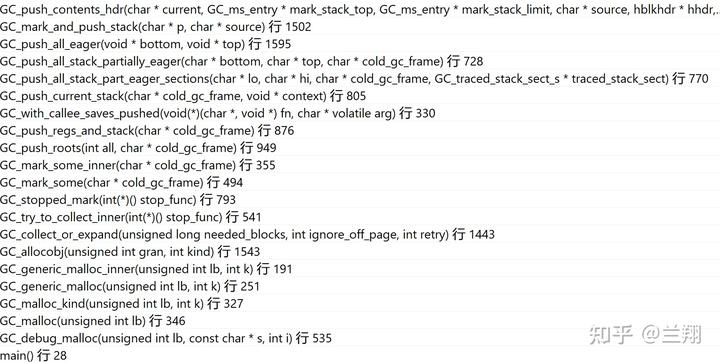 GC_push_contents_hdr(char * current, GC_ms_entry * mark_stack_top, GC_ms_entry * mark_stack_limit, char * source, hblkhdr * hhdr,...
GC_mark_and_push_stack(char * p, char * source) 行 1502
GC_push_all_eager(void * bottom, void * top) 行 1595
GC_push_all_stack_partially_eager(char * bottom, char * top, char * cold_gc_frame) 行 728
GC_push_all_stack_part_eager_sections(char * lo, char * hi, char * cold_gc_frame, GC_traced_stack_sect_s * traced_stack_sect) 行 770
GC_push_current_stack(char * cold_gc_frame, void * context) 行 805
GC_with_callee_saves_pushed(void(*)(char *, void *) fn, char * volatile arg) 行 330
GC_push_regs_and_stack(char * cold_gc_frame) 行 876
GC_push_roots(int all, char * cold_gc_frame) 行 949
GC_mark_some_inner(char * cold_gc_frame) 行 355
GC_mark_some(char * cold_gc_frame) 行 494
GC_stopped_mark(int(*)() stop_func) 行 793
GC_try_to_collect_inner(int(*)() stop_func) 行 541
GC_collect_or_expand(unsigned long needed_blocks, int ignore_off_page, int retry) 行 1443
GC_allocobj(unsigned int gran, int kind) 行 1543
GC_generic_malloc_inner(unsigned int lb, int k) 行 191
GC_generic_malloc(unsigned int lb, int k) 行 251
GC_malloc_kind(unsigned int lb, int k) 行 327
GC_malloc(unsigned int lb) 行 346
GC_debug_malloc(unsigned int lb, const char * s, int i) 行 535
main() 行 28
知乎 @兰翔